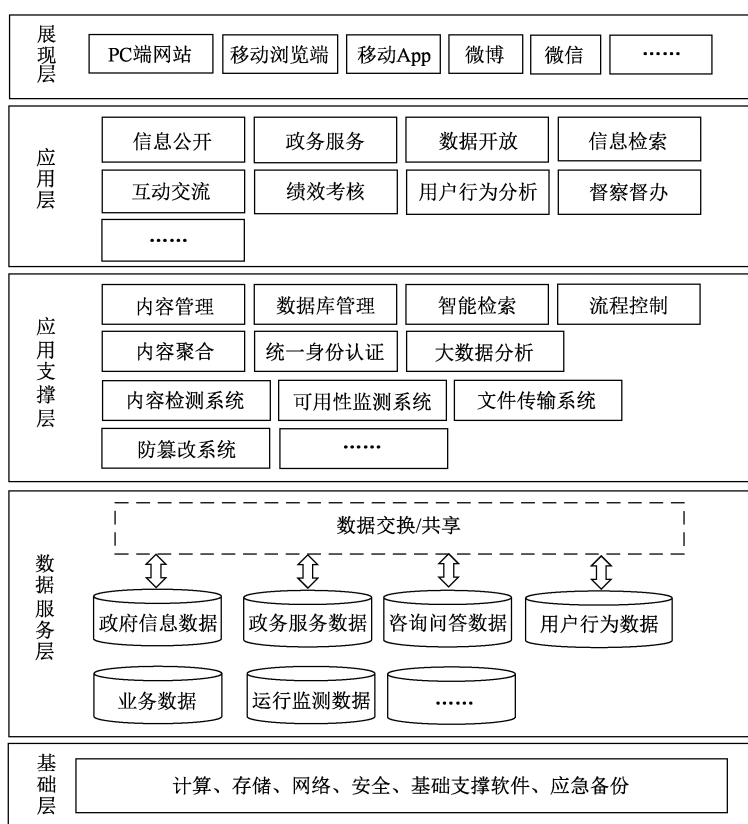 展现层
PC端网站 移动浏览端 移动App 微博 微信 ……
应用层
信息公开 政务服务 数据开放 信息检索
互动交流 绩效考核 用户行为分析 督察督办
……
应用支撑层
内容管理 数据库管理 智能检索 流程控制
内容聚合 统一身份认证 大数据分析
内容检测系统 可用性监测系统 文件传输系统
防篡改系统 ……
数据服务层
数据交换/共享
政府信息数据 政务服务数据 咨询问答数据 用户行为数据
业务数据 运行监测数据 ……
基础层
计算、存储、网络、安全、基础支撑软件、应急备份